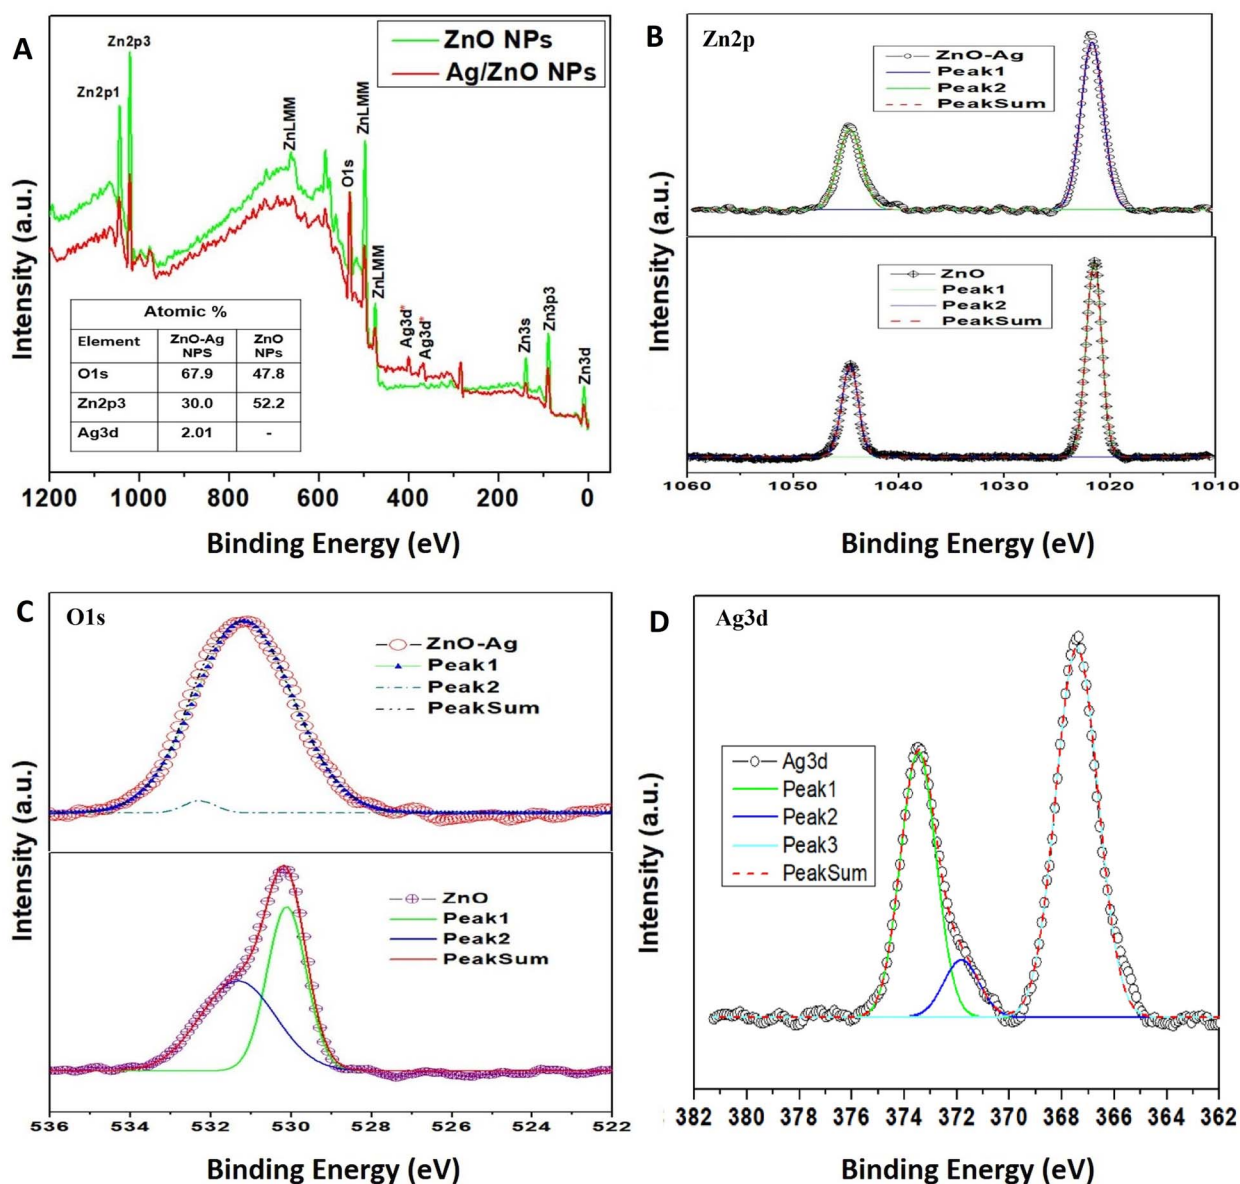 A
Zn2p3
Zn2p1
ZnLMM
O1s
ZnLMM
ZnLMM
Ag3d*
Ag3d*
Zn3s
Zn3p3
Zn3d
ZnO NPs
Ag/ZnO NPs
Intensity (a.u.)
Atomic %
Element ZnO-Ag NPS ZnO NPs
O1s 67.9 47.8
Zn2p3 30.0 52.2
Ag3d 2.01 -
1200 1000 800 600 400 200 0
Binding Energy (eV)
B
Zn2p
ZnO-Ag
Peak1
Peak2
PeakSum
ZnO
Peak1
Peak2
PeakSum
Intensity (a.u.)
Intensity (a.u.)
1060 1050 1040 1030 1020 1010
Binding Energy (eV)
C
O1s
ZnO-Ag
Peak1
Peak2
PeakSum
ZnO
Peak1
Peak2
PeakSum
Intensity (a.u.)
Intensity (a.u.)
536 534 532 530 528 526 524 522
Binding Energy (eV)
D
Ag3d
Ag3d
Peak1
Peak2
Peak3
PeakSum
Intensity (a.u.)
382 380 378 376 374 372 370 368 366 364 362
Binding Energy (eV)